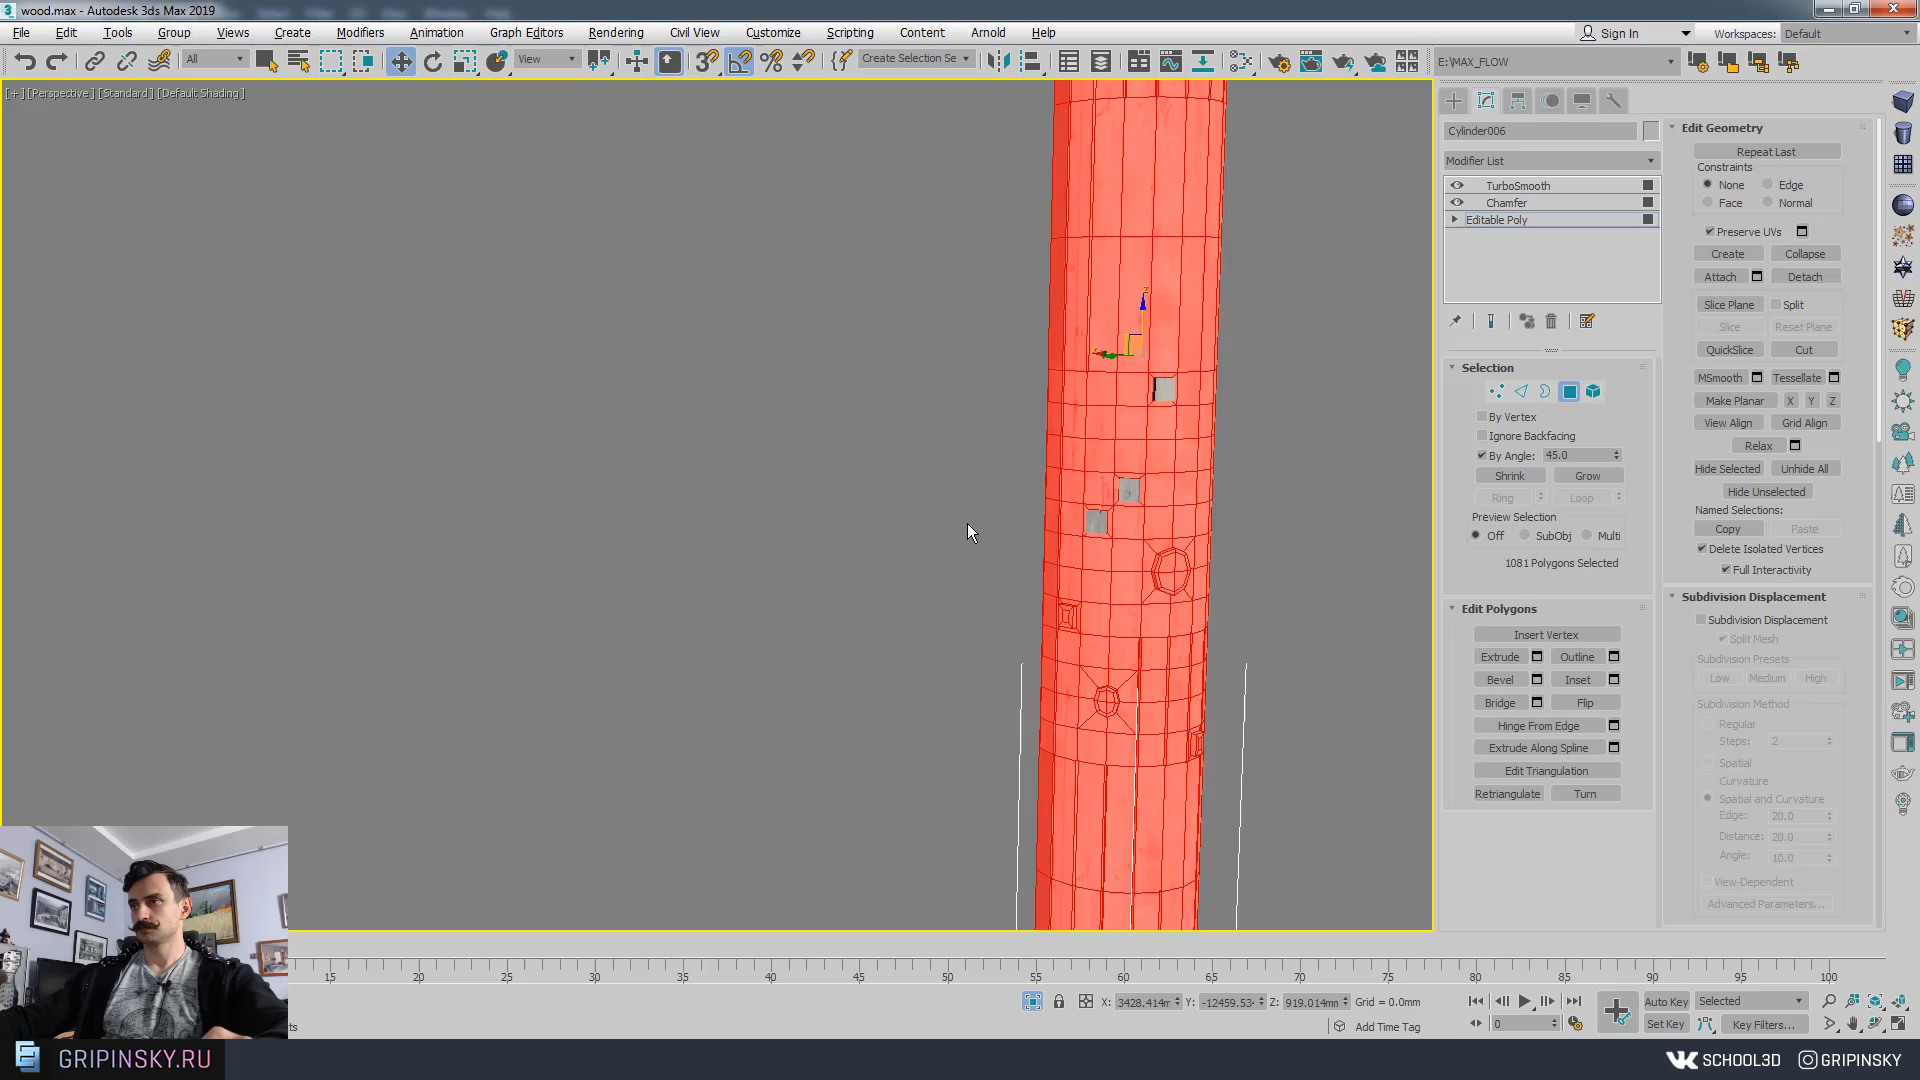 wood.max - Autodesk 3ds Max 2019
File Edit Tools Group Views Create Modifiers Animation Graph Editors Rendering Civil View Customize Scripting Content Arnold Help
Sign In Workspaces: Default
All View Create Selection Se E:\MAX_FLOW
[+] [Perspective] [Standard] [Default Shading]
Cylinder006
Modifier List
TurboSmooth
Chamfer
Editable Poly
Selection
By Vertex
Ignore Backfacing
By Angle: 45.0
Shrink Grow
Ring Loop
Preview Selection
Off SubObj Multi
1081 Polygons Selected
Edit Polygons
Insert Vertex
Extrude Outline
Bevel Inset
Bridge Flip
Hinge From Edge
Extrude Along Spline
Edit Triangulation
Retriangulate Turn
Edit Geometry
Repeat Last
Constraints
None Edge
Face Normal
Preserve UVs
Create Collapse
Attach Detach
Slice Plane Split
Slice Reset Plane
QuickSlice Cut
MSmooth Tessellate
Make Planar X Y Z
View Align Grid Align
Relax
Hide Selected Unhide All
Hide Unselected
Named Selections:
Copy Paste
Delete Isolated Vertices
Full Interactivity
Subdivision Displacement
Subdivision Displacement
Split Mesh
Subdivision Presets
Low Medium High
Subdivision Method
Regular
Steps: 2
Spatial
Curvature
Spatial and Curvature
Edge: 20.0
Distance: 20.0
Angle: 10.0
View-Dependent
Advanced Parameters...
15 20 25 30 35 40 45 50 55 60 65 70 75 80 85 90 95 100
X: 3428.414m Y: -12459.534 Z: 919.014mm Grid = 0.0mm
Auto Key Selected
ts
Add Time Tag
0
Set Key Key Filters...
GRIPINSKY.RU
SCHOOL3D GRIPINSKY